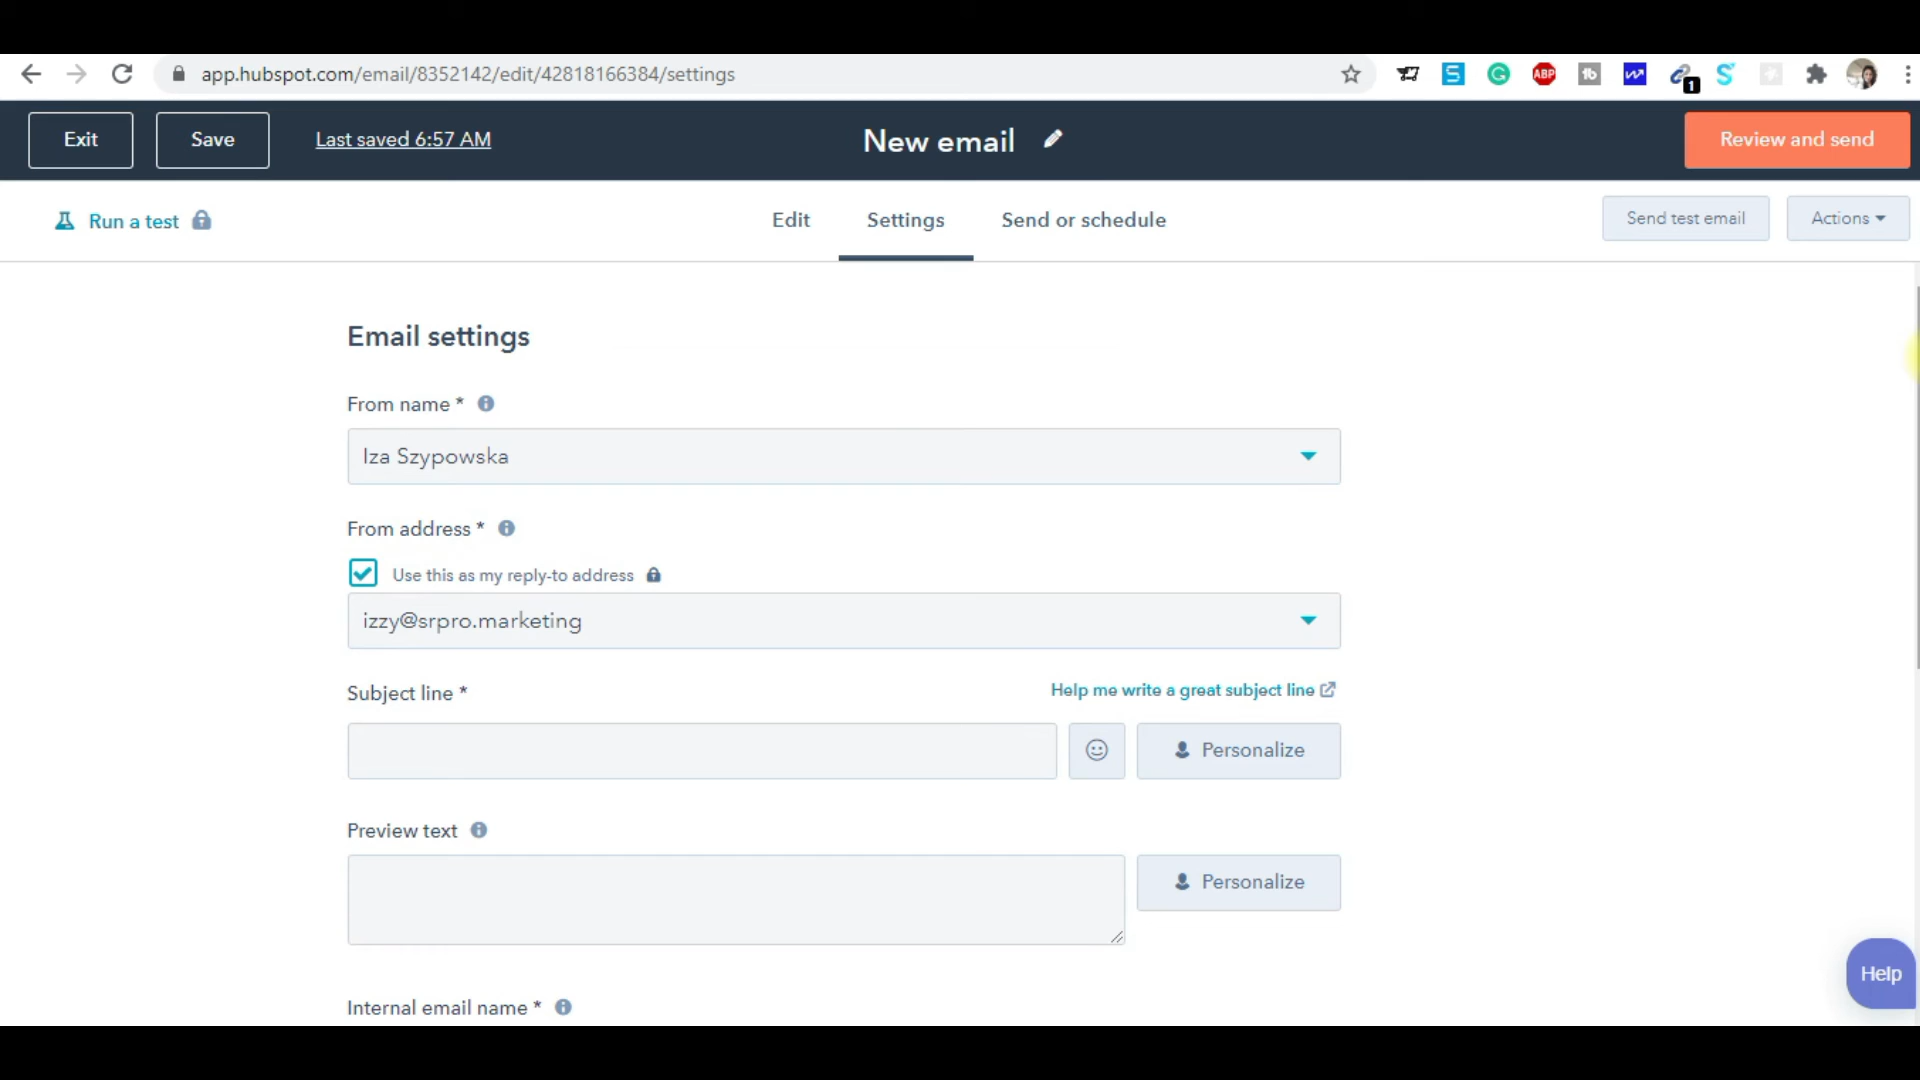 app.hubspot.com/email/8352142/edit/42818166384/settings
S
G
ABP
tb
1
S
Exit
Save
Last saved 6:57 AM
New email
Review and send
Run a test
Edit
Settings
Send or schedule
Send test email
Actions
Email settings
From name *
Iza Szypowska
From address *
Use this as my reply-to address
izzy@srpro.marketing
Subject line *
Help me write a great subject line
Personalize
Preview text
Personalize
Help
Internal email name *